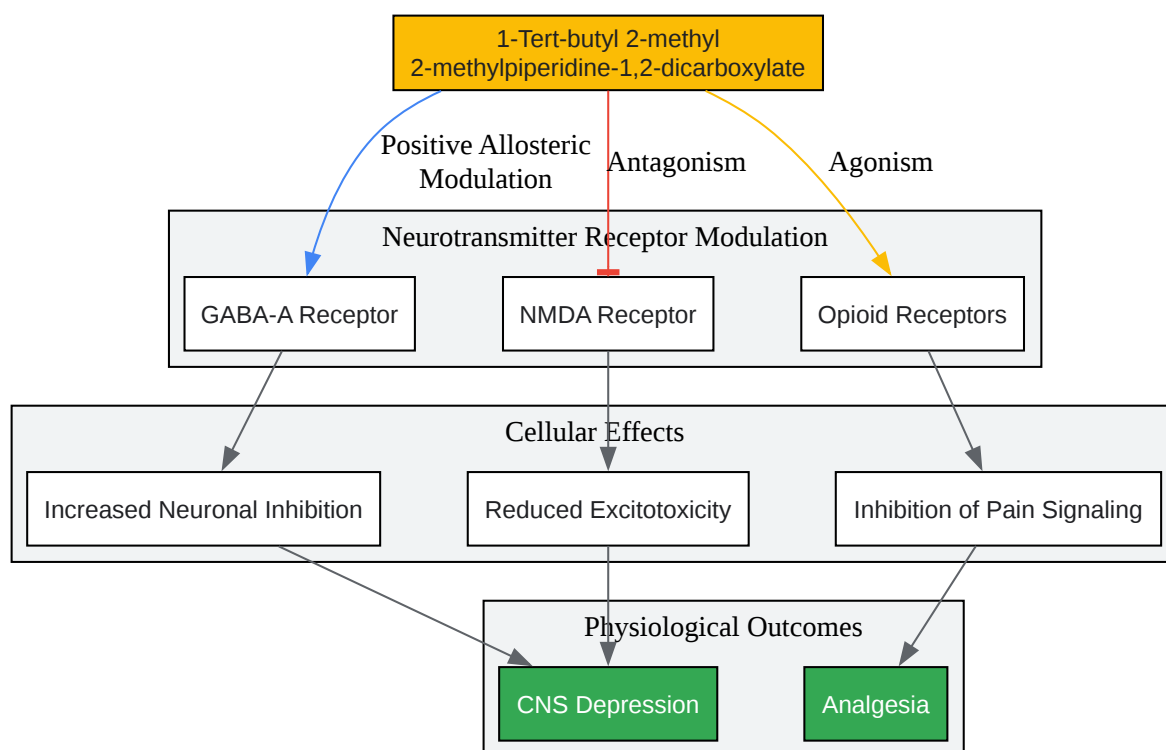 1-Tert-butyl 2-methyl
2-methylpiperidine-1,2-dicarboxylate
Positive Allosteric
Modulation
Antagonism
Agonism
Neurotransmitter Receptor Modulation
GABA-A Receptor
NMDA Receptor
Opioid Receptors
Cellular Effects
Increased Neuronal Inhibition
Reduced Excitotoxicity
Inhibition of Pain Signaling
Physiological Outcomes
CNS Depression
Analgesia